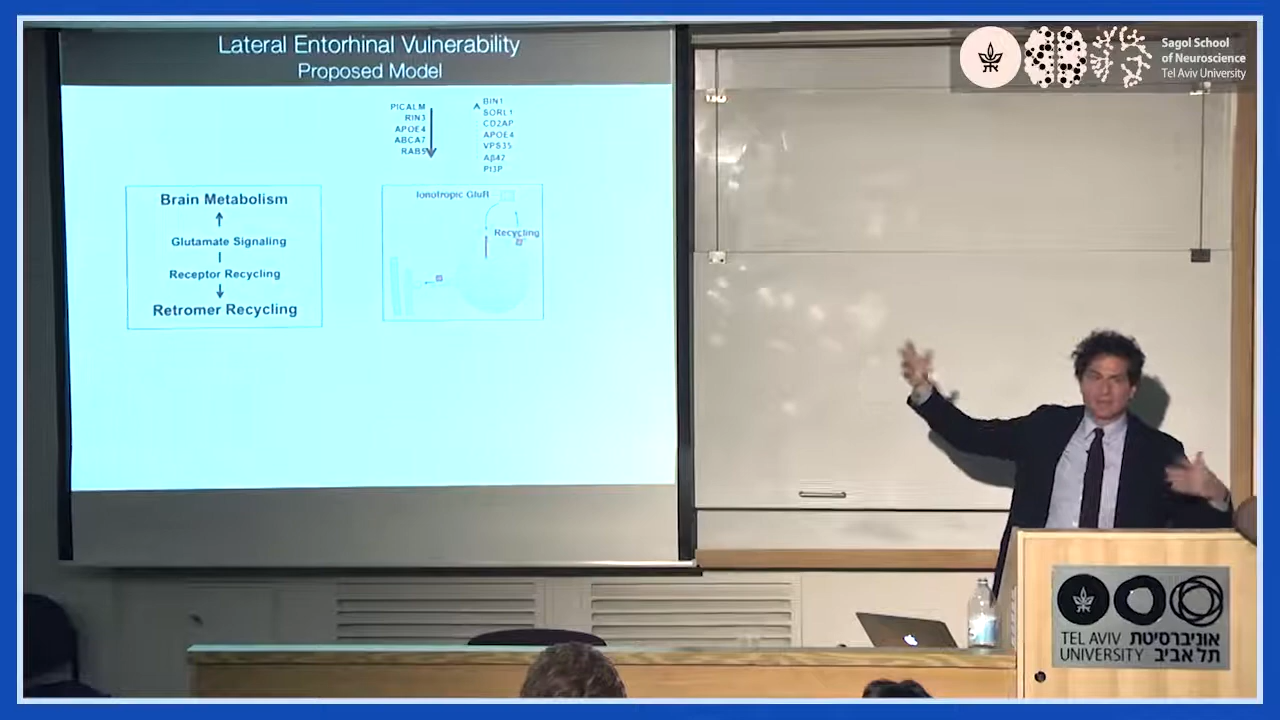 Lateral Entorhinal Vulnerability
Proposed Model
PICALM
RIN3
APOE4
ABCA7
RAB5
BIN1
SORL1
CD2AP
APOE4
VPS35
Aβ42
PI3P
Brain Metabolism
Glutamate Signaling
Receptor Recycling
Retromer Recycling
Ionotropic GluR
Recycling
Sagol School
of Neuroscience
Tel Aviv University
TEL AVIV
UNIVERSITY
אוניברסיטת
תל אביב